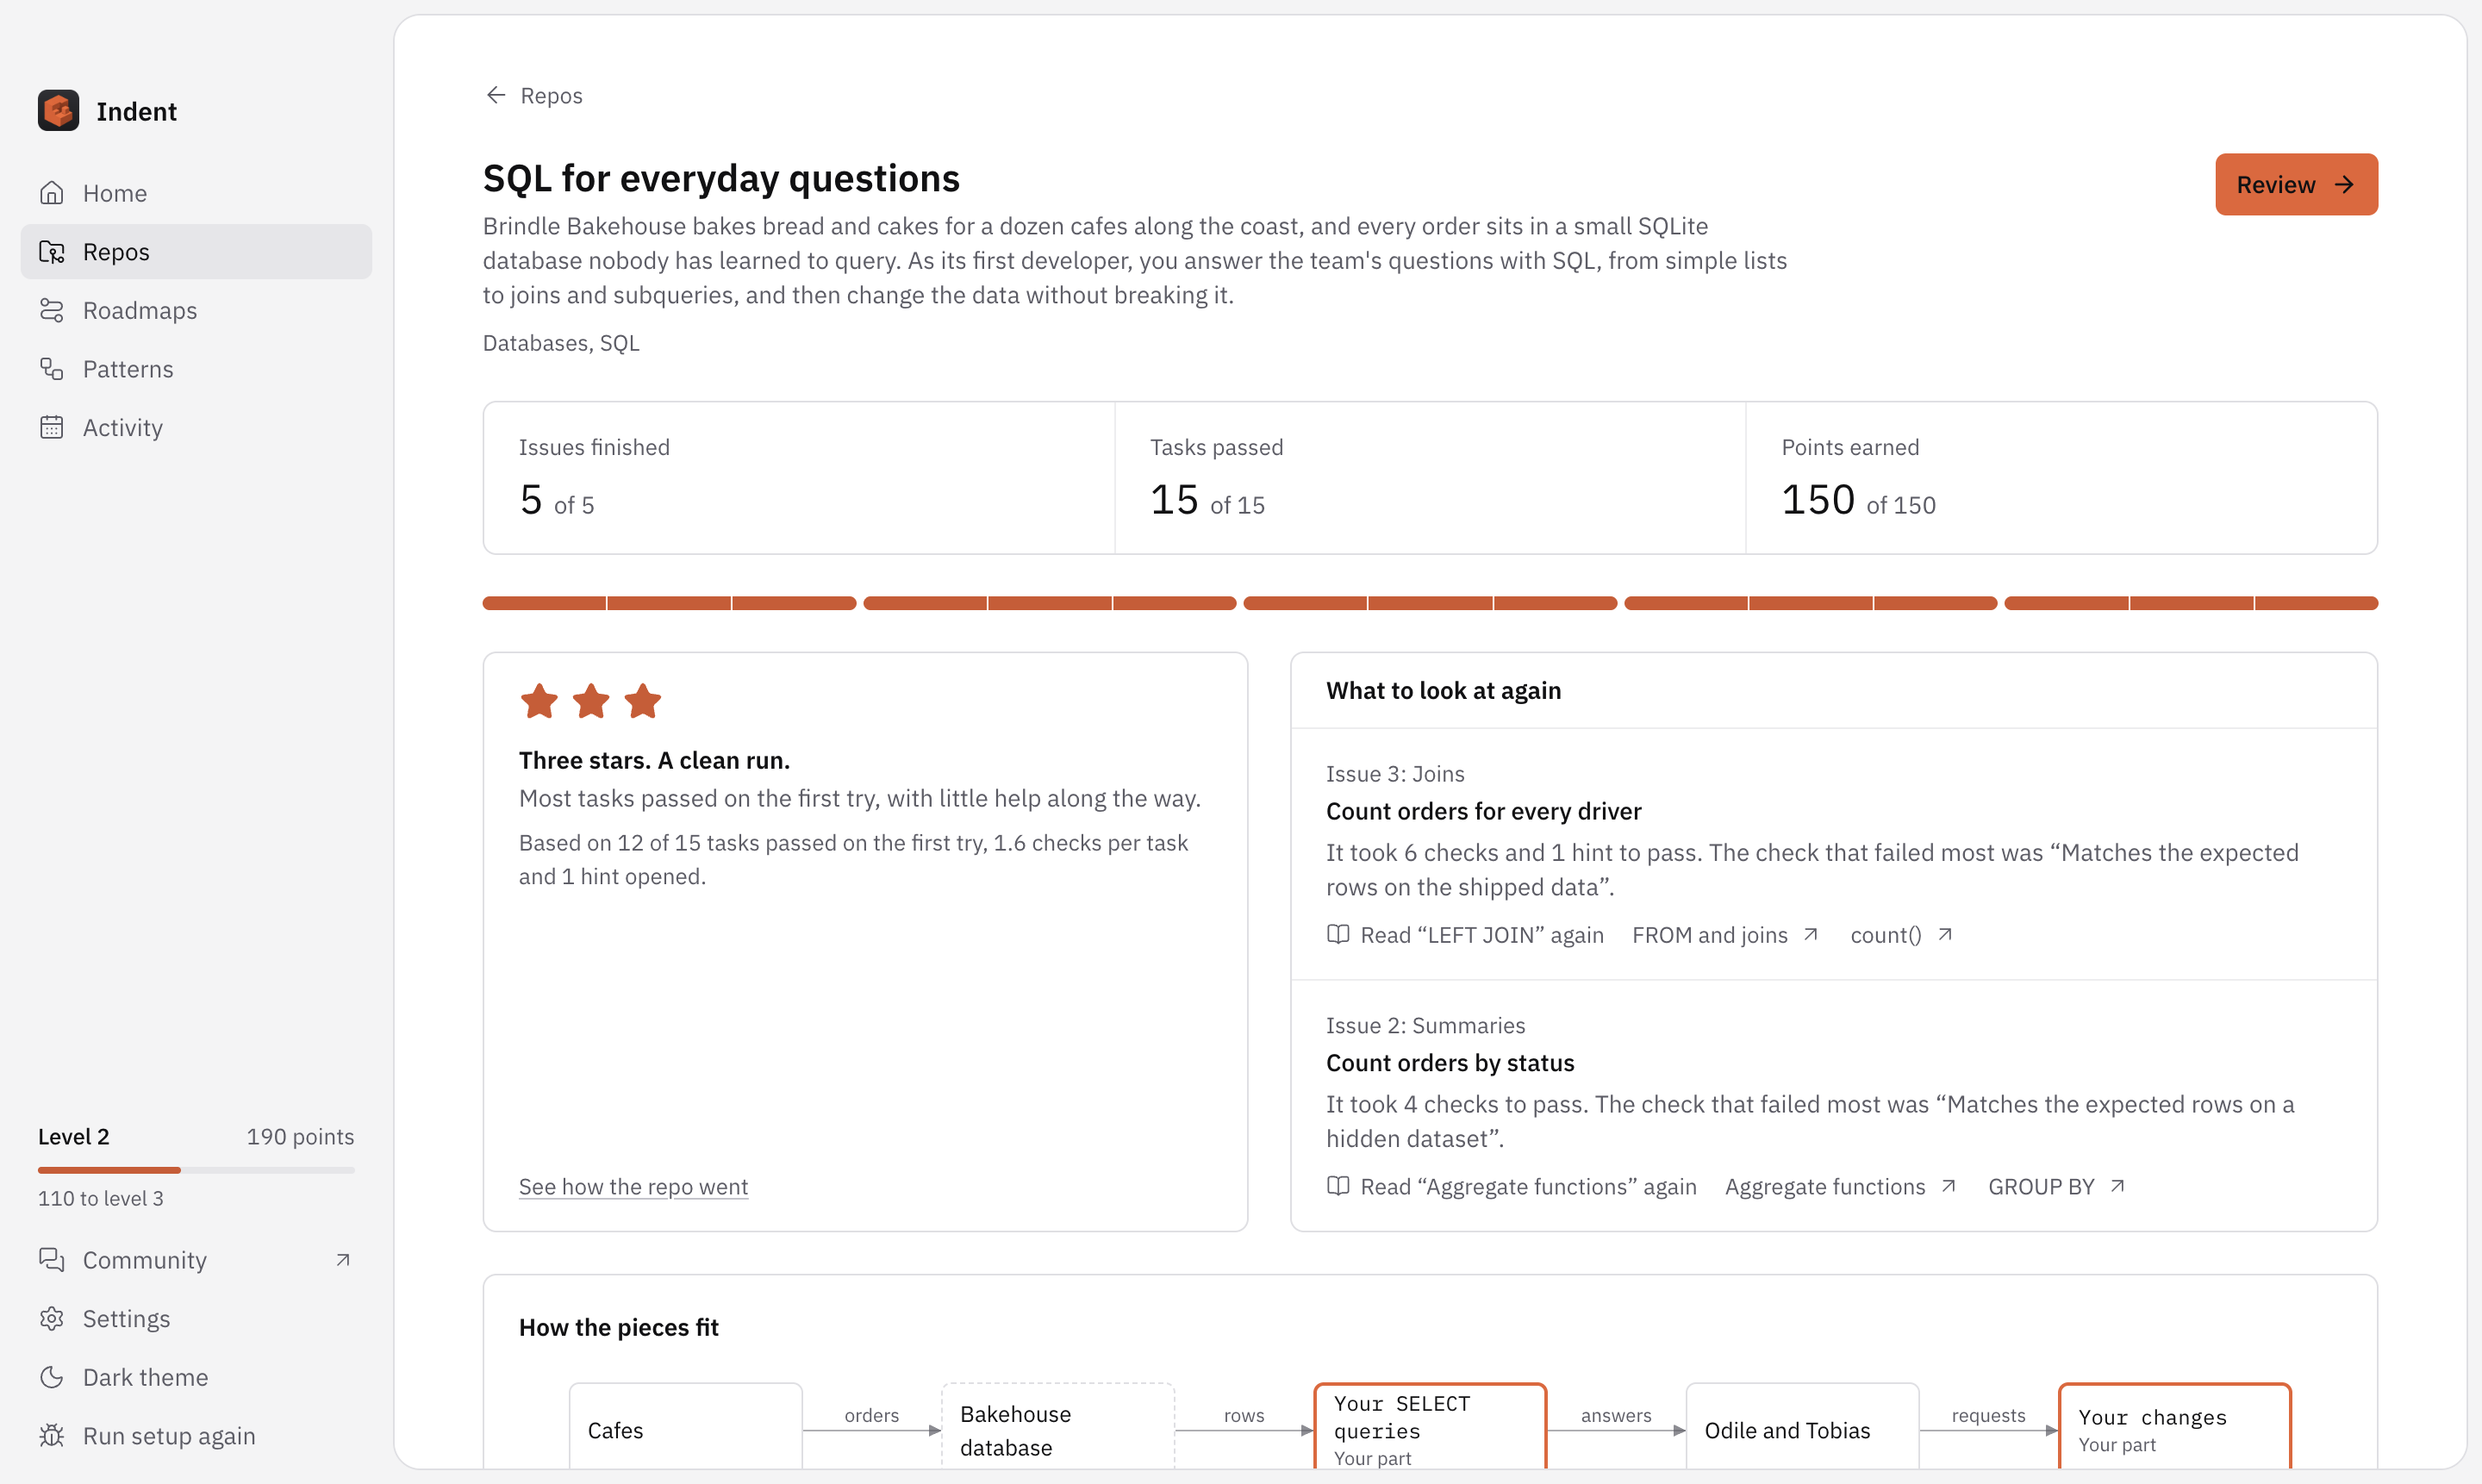 Indent
Home
Repos
Roadmaps
Patterns
Activity
Level 2
190 points
110 to level 3
Community
Settings
Dark theme
Run setup again
Repos
SQL for everyday questions
Review
Brindle Bakehouse bakes bread and cakes for a dozen cafes along the coast, and every order sits in a small SQLite
database nobody has learned to query. As its first developer, you answer the team's questions with SQL, from simple lists
to joins and subqueries, and then change the data without breaking it.
Databases, SQL
Issues finished
5 of 5
Tasks passed
15 of 15
Points earned
150 of 150
Three stars. A clean run.
Most tasks passed on the first try, with little help along the way.
Based on 12 of 15 tasks passed on the first try, 1.6 checks per task
and 1 hint opened.
See how the repo went
What to look at again
Issue 3: Joins
Count orders for every driver
It took 6 checks and 1 hint to pass. The check that failed most was “Matches the expected
rows on the shipped data”.
Read “LEFT JOIN” again
FROM and joins
count()
Issue 2: Summaries
Count orders by status
It took 4 checks to pass. The check that failed most was “Matches the expected rows on a
hidden dataset”.
Read “Aggregate functions” again
Aggregate functions
GROUP BY
How the pieces fit
Cafes
orders
Bakehouse
database
rows
Your SELECT
queries
Your part
answers
Odile and Tobias
requests
Your changes
Your part